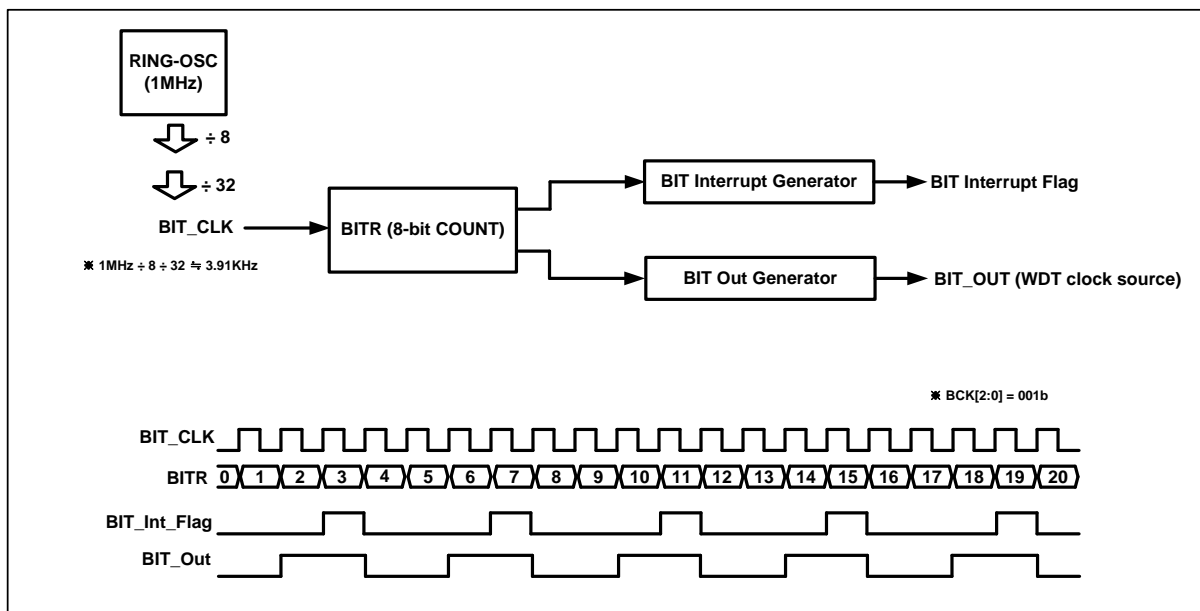 RING-OSC
(1MHz)
÷ 8
÷ 32
BIT_CLK
※ 1MHz ÷ 8 ÷ 32 ≒ 3.91KHz
BITR (8-bit COUNT)
BIT Interrupt Generator
BIT Interrupt Flag
BIT Out Generator
BIT_OUT (WDT clock source)
※ BCK[2:0] = 001b
BIT_CLK
BITR 0 1 2 3 4 5 6 7 8 9 10 11 12 13 14 15 16 17 18 19 20
BIT_Int_Flag
BIT_Out